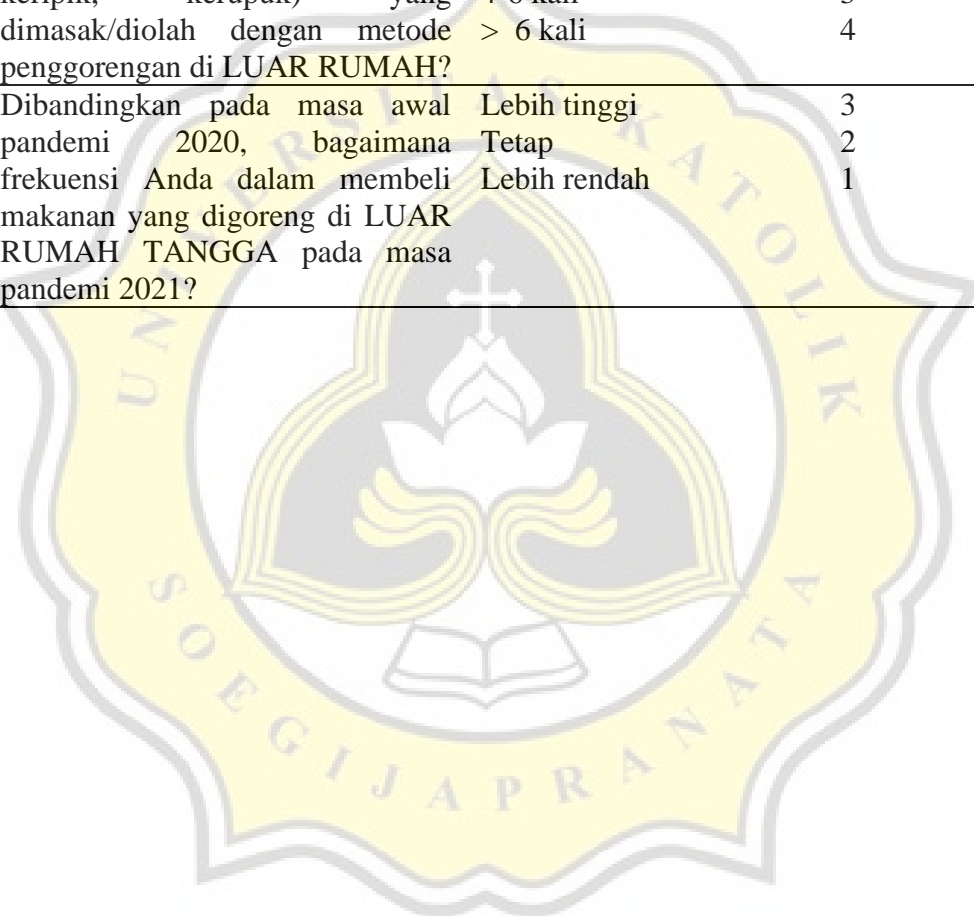 dimasak/diolah dengan metode > 6 kali 4
penggorengan di LUAR RUMAH?
Dibandingkan pada masa awal Lebih tinggi 3
pandemi 2020, bagaimana Tetap 2
frekuensi Anda dalam membeli Lebih rendah 1
makanan yang digoreng di LUAR
RUMAH TANGGA pada masa
pandemi 2021?
UNIVERSITAS KATOLIK
SOEGIJAPRANATA